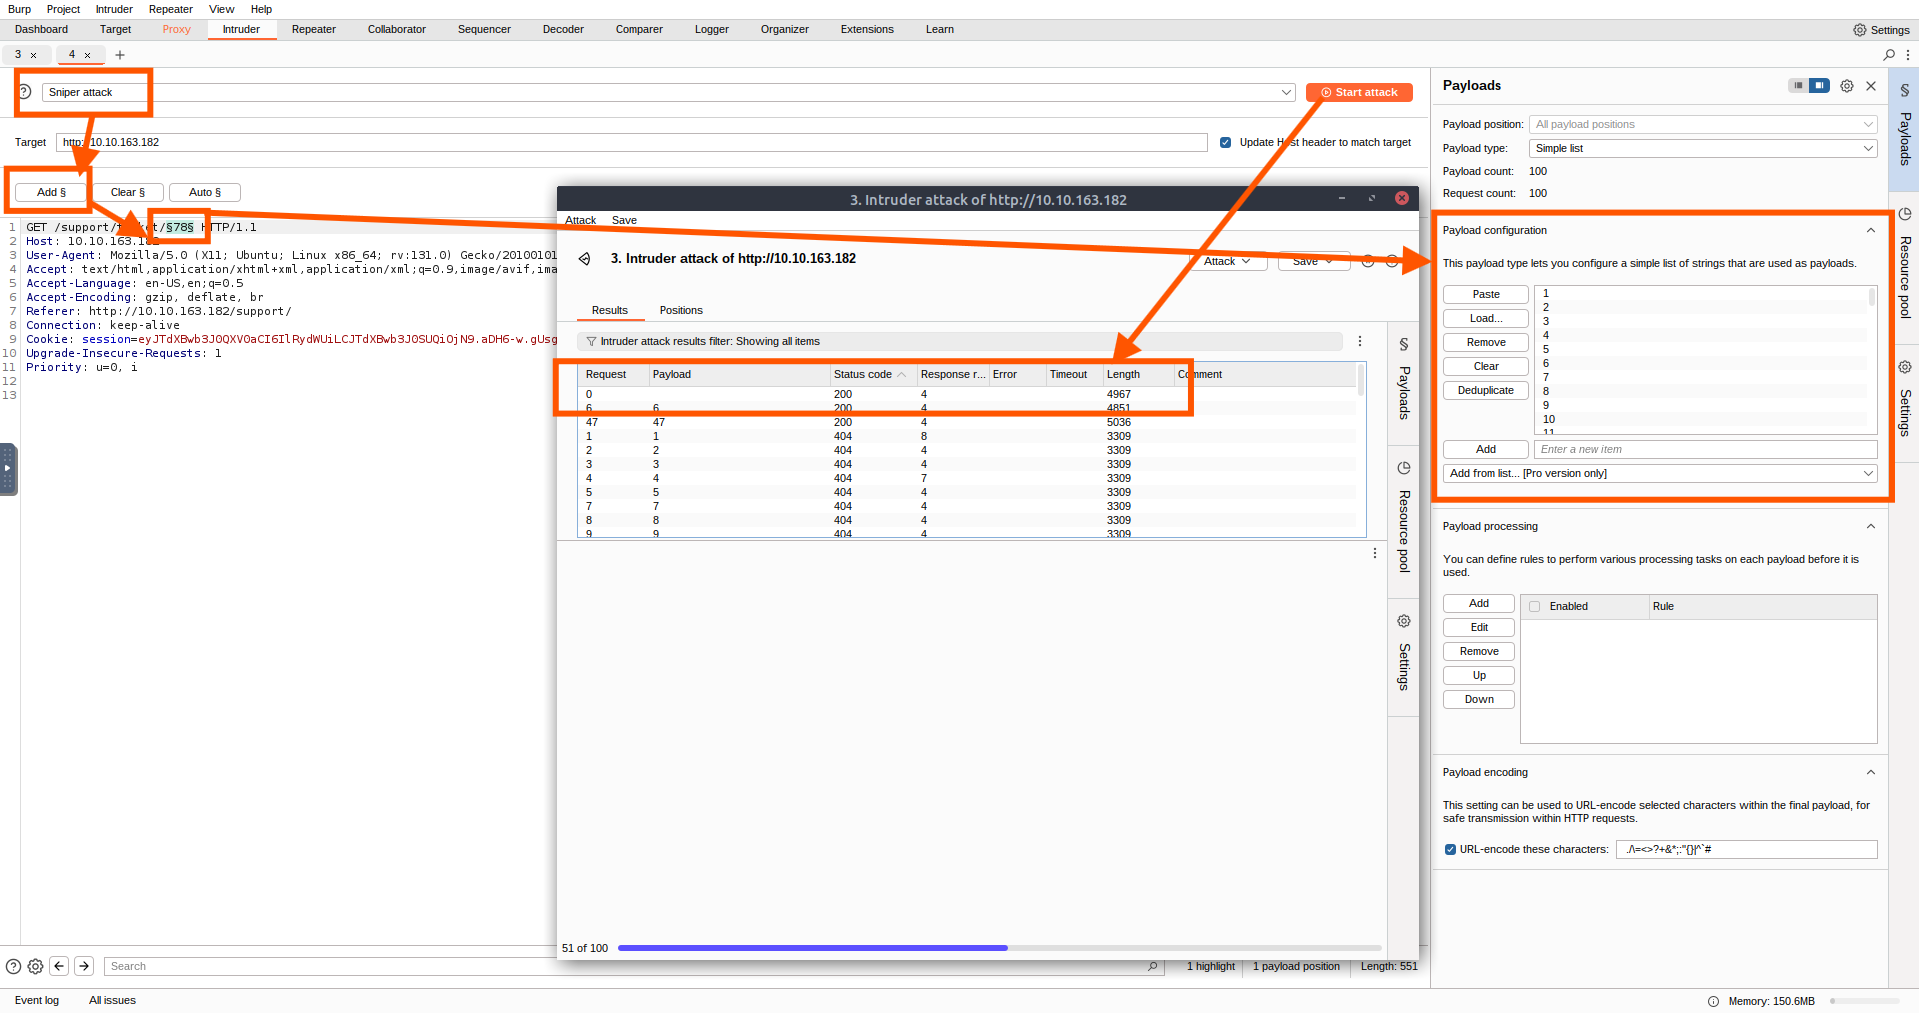 Burp Project Intruder Repeater View Help
Dashboard Target Proxy Intruder Repeater Collaborator Sequencer Decoder Comparer Logger Organizer Extensions Learn Settings
3 × 4 × +
Sniper attack
Start attack
Target http://10.10.163.182
Update Host header to match target
Add § Clear § Auto §
1 GET /support/ticket/§78§ HTTP/1.1
2 Host: 10.10.163.182
3 User-Agent: Mozilla/5.0 (X11; Ubuntu; Linux x86_64; rv:131.0) Gecko/20100101
4 Accept: text/html,application/xhtml+xml,application/xml;q=0.9,image/avif,ima
5 Accept-Language: en-US,en;q=0.5
6 Accept-Encoding: gzip, deflate, br
7 Referer: http://10.10.163.182/support/
8 Connection: keep-alive
9 Cookie:
10 Upgrade-Insecure-Requests: 1
11 Priority: u=0, i
12
13
3. Intruder attack of http://10.10.163.182
Attack Save
3. Intruder attack of http://10.10.163.182
Attack Save
Results Positions
Intruder attack results filter: Showing all items
Request Payload Status code Response r... Error Timeout Length Comment
0 200 4 4967
6 6 200 4 4851
47 47 200 4 5036
1 1 404 8 3309
2 2 404 4 3309
3 3 404 4 3309
4 4 404 7 3309
5 5 404 4 3309
7 7 404 4 3309
8 8 404 4 3309
9 9 404 4 3309
§ Payloads
Resource pool
Settings
51 of 100
Payloads
Payload position: All payload positions
Payload type: Simple list
Payload count: 100
Request count: 100
Payload configuration
This payload type lets you configure a simple list of strings that are used as payloads.
Paste
Load...
Remove
Clear
Deduplicate
1
2
3
4
5
6
7
8
9
10
11
Add Enter a new item
Add from list... [Pro version only]
Payload processing
You can define rules to perform various processing tasks on each payload before it is
used.
Add
Edit
Remove
Up
Down
Enabled Rule
Payload encoding
This setting can be used to URL-encode selected characters within the final payload, for
safe transmission within HTTP requests.
URL-encode these characters: ./\=<>?+&*;:"{}|^`#
§ Payloads
Resource pool
Settings
Search
1 highlight 1 payload position Length: 551
Event log All issues
Memory: 150.6MB